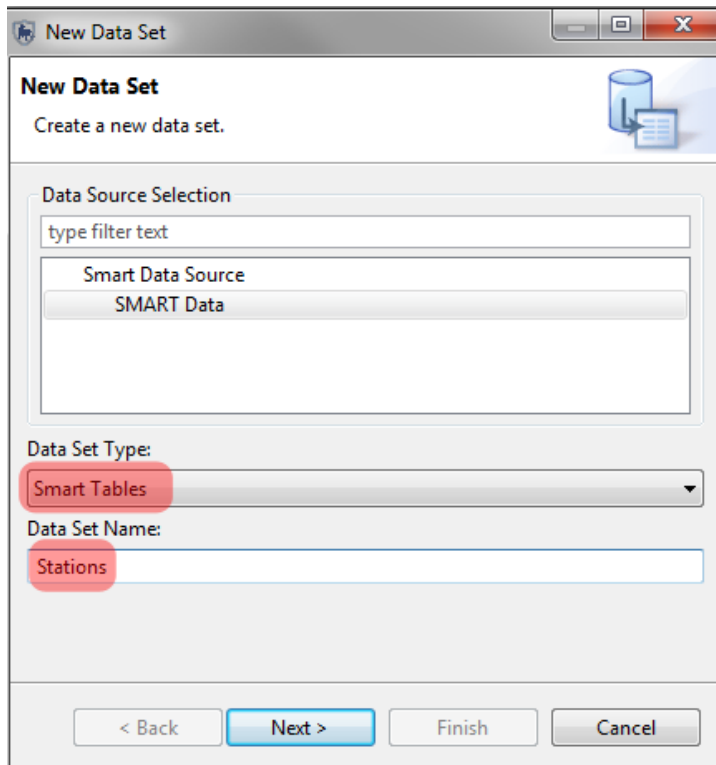 New Data Set
New Data Set
Create a new data set.
Data Source Selection
type filter text
Smart Data Source
SMART Data
Data Set Type:
Smart Tables
Data Set Name:
Stations
< Back Next > Finish Cancel